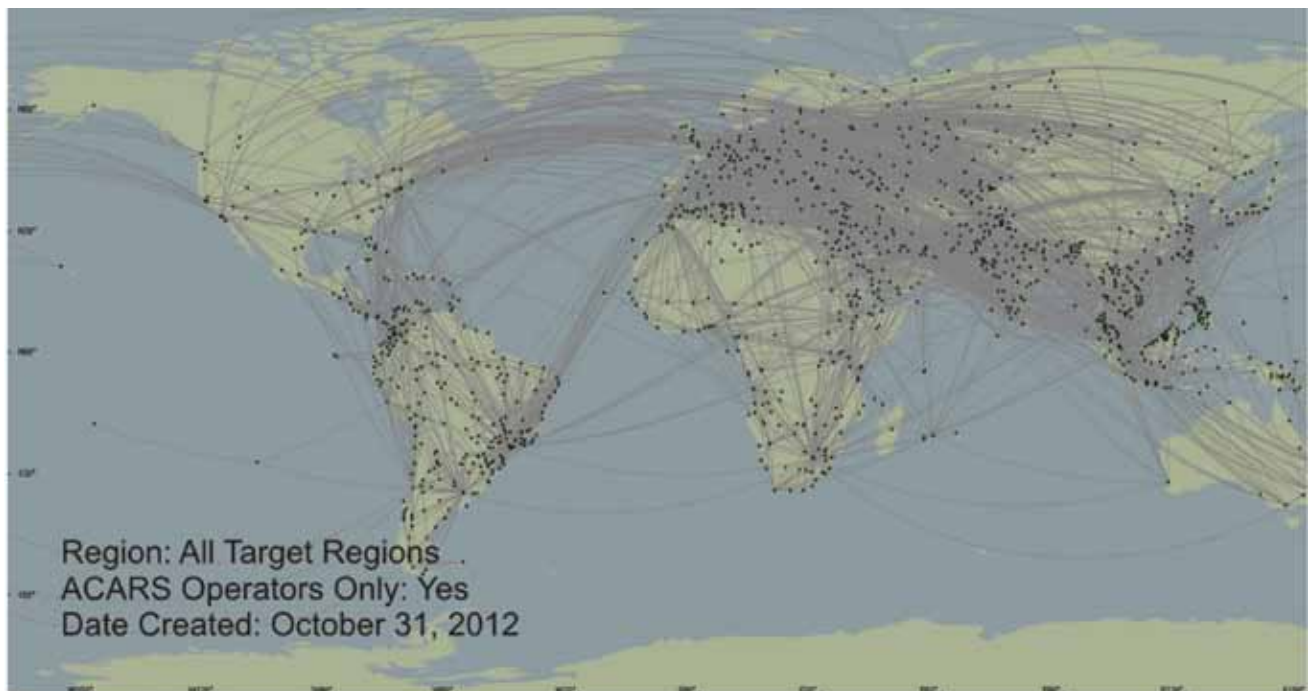 Region: All Target Regions
ACARS Operators Only: Yes
Date Created: October 31, 2012